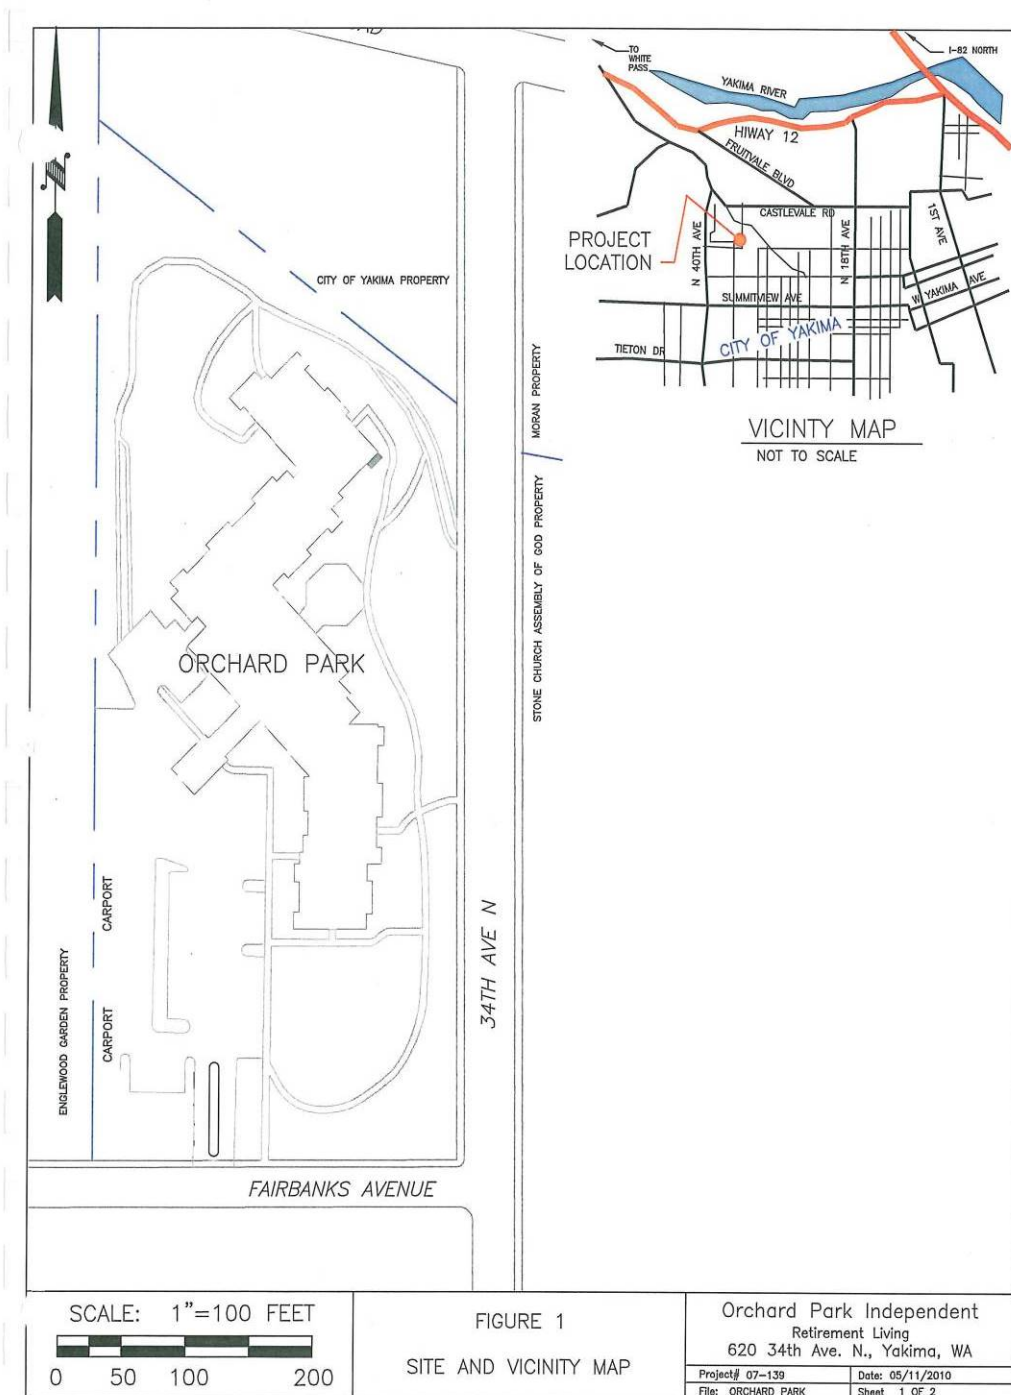 N
TO
WHITE
PASS
I-82 NORTH
YAKIMA RIVER
HIWAY 12
FRUITVALE BLVD
CASTLEVALE RD
1ST AVE
N 40TH AVE
N 18TH AVE
PROJECT
LOCATION
SUMMITVIEW AVE
W YAKIMA AVE
CITY OF YAKIMA
TIETON DR
VICINTY MAP
NOT TO SCALE
CITY OF YAKIMA PROPERTY
MORAN PROPERTY
STONE CHURCH ASSEMBLY OF GOD PROPERTY
ORCHARD PARK
CARPORT
CARPORT
ENGLEWOOD GARDEN PROPERTY
34TH AVE N
FAIRBANKS AVENUE
SCALE: 1"=100 FEET
0 50 100 200
FIGURE 1
SITE AND VICINITY MAP
Orchard Park Independent
Retirement Living
620 34th Ave. N., Yakima, WA
Project# 07-139
Date: 05/11/2010
File: ORCHARD PARK
Sheet 1 OF 2